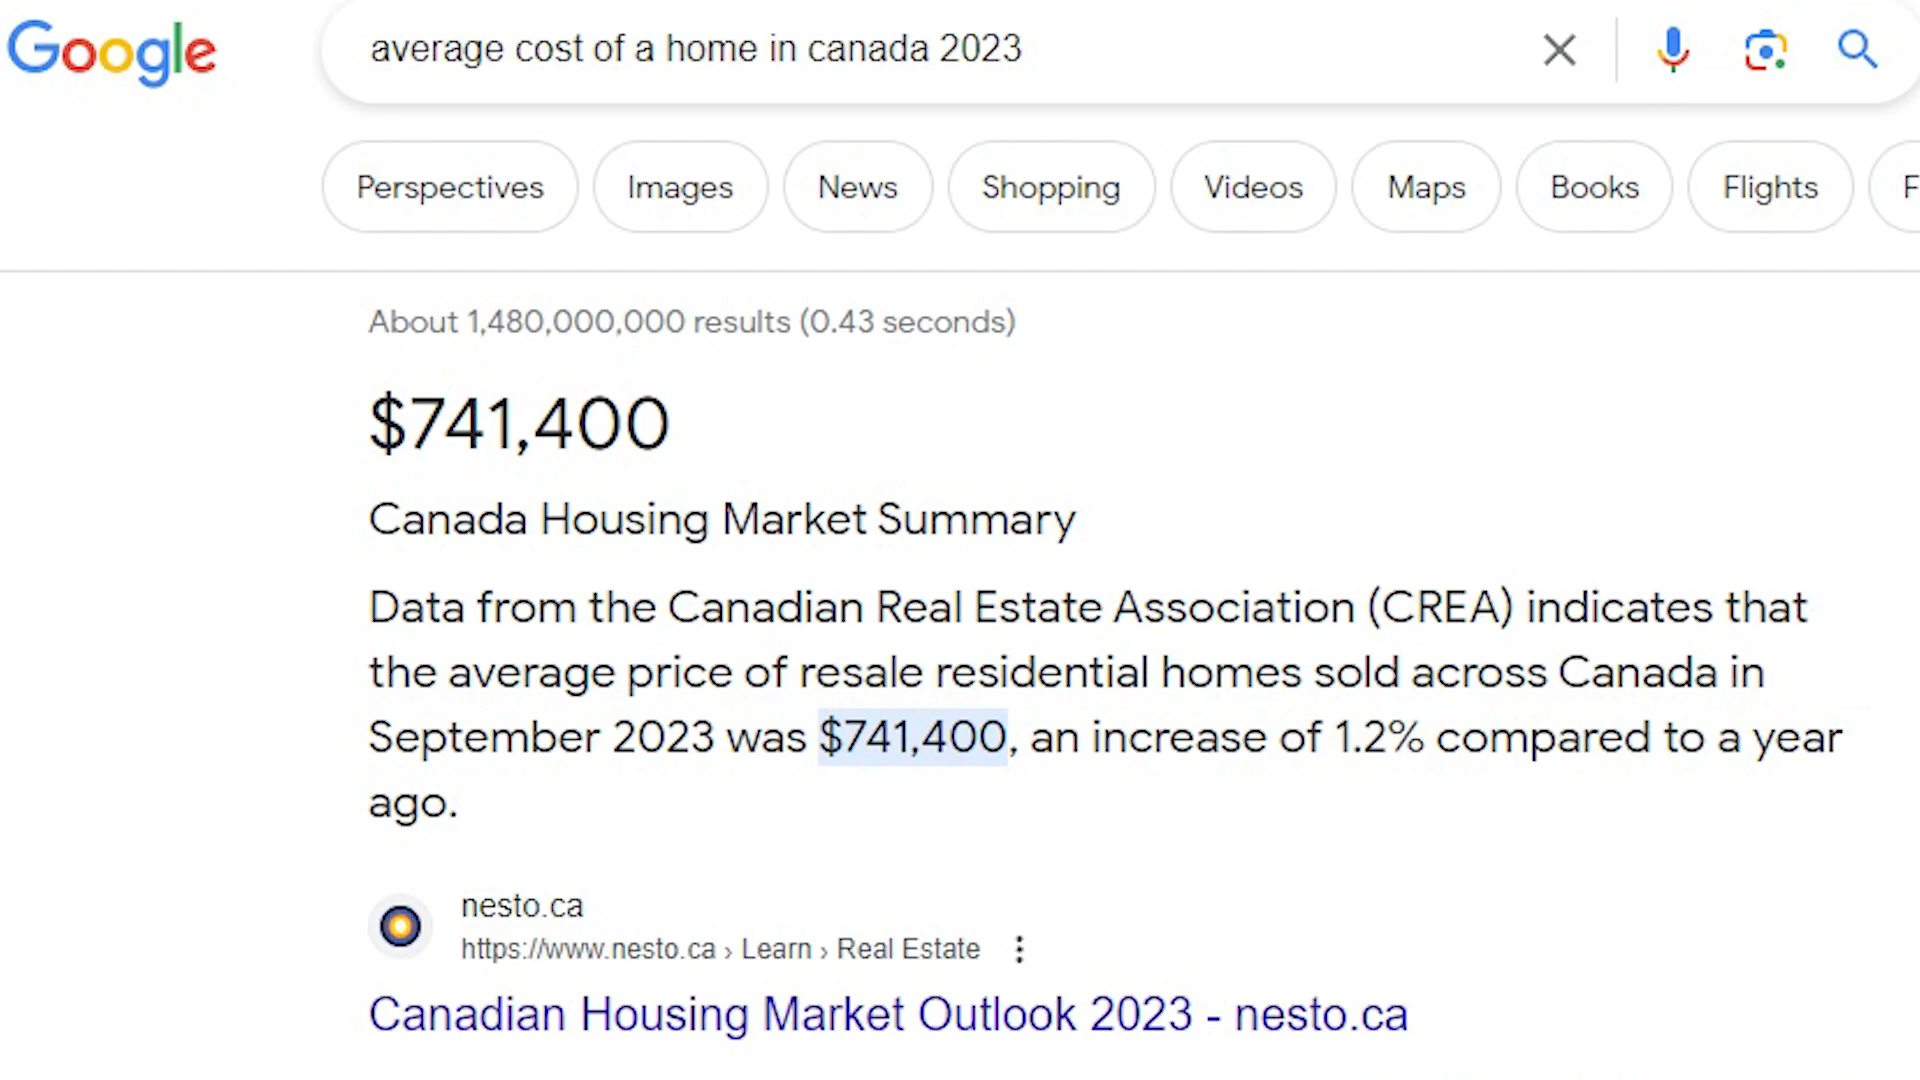 Google
average cost of a home in canada 2023
Perspectives
Images
News
Shopping
Videos
Maps
Books
Flights
F
About 1,480,000,000 results (0.43 seconds)
$741,400
Canada Housing Market Summary
Data from the Canadian Real Estate Association (CREA) indicates that
the average price of resale residential homes sold across Canada in
September 2023 was $741,400, an increase of 1.2% compared to a year
ago.
nesto.ca
https://www.nesto.ca › Learn › Real Estate
Canadian Housing Market Outlook 2023 - nesto.ca